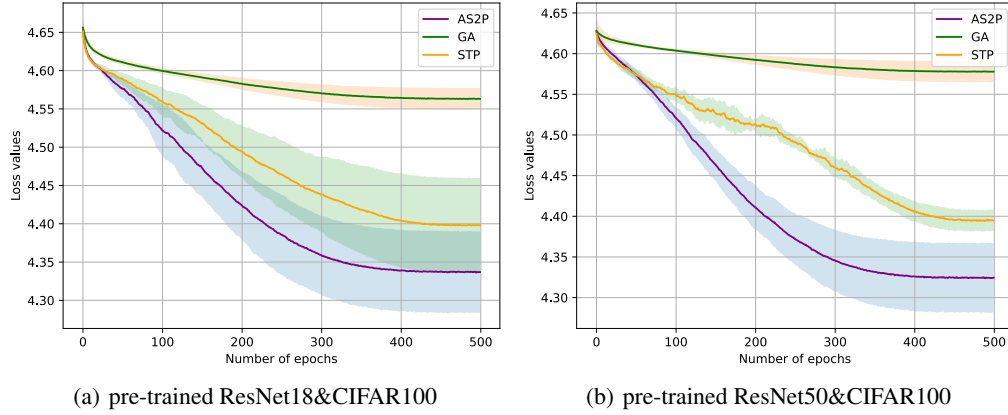 AS2P
GA
STP
4.65
4.60
4.55
4.50
4.45
4.40
4.35
4.30
Loss values
0
100
200
300
400
500
Number of epochs
(a) pre-trained ResNet18&CIFAR100
AS2P
GA
STP
4.65
4.60
4.55
4.50
4.45
4.40
4.35
4.30
Loss values
0
100
200
300
400
500
Number of epochs
(b) pre-trained ResNet50&CIFAR100